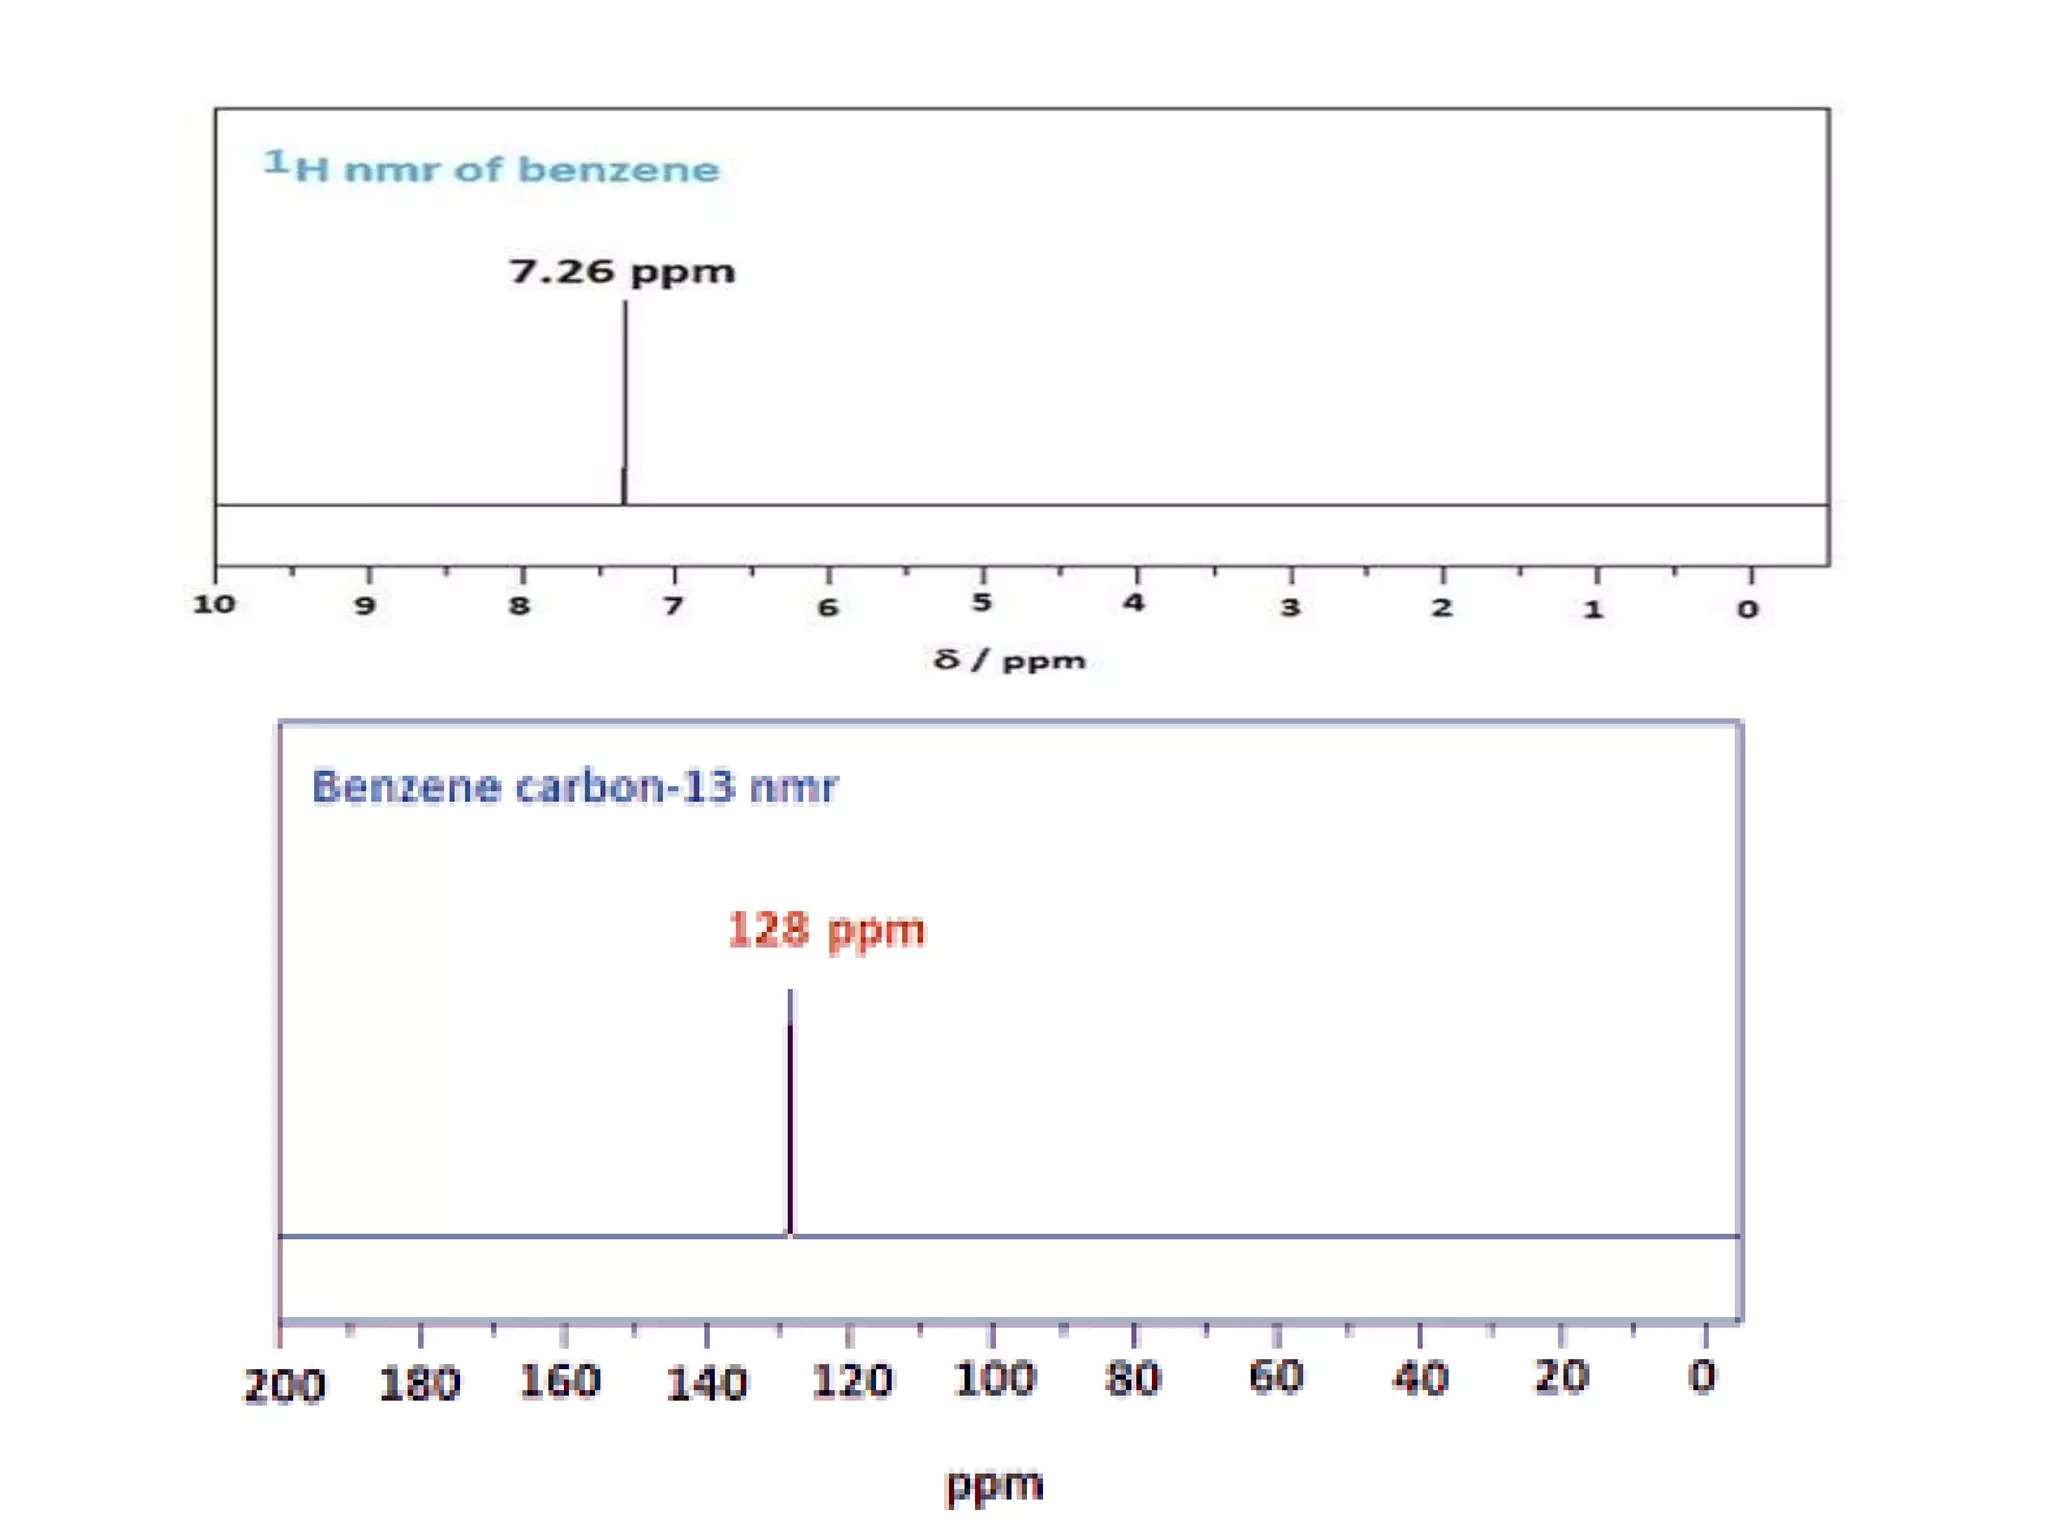 ¹H nmr of benzene
7.26 ppm
10 9 8 7 6 5 4 3 2 1 0
δ / ppm
Benzene carbon-13 nmr
128 ppm
200 180 160 140 120 100 80 60 40 20 0
ppm